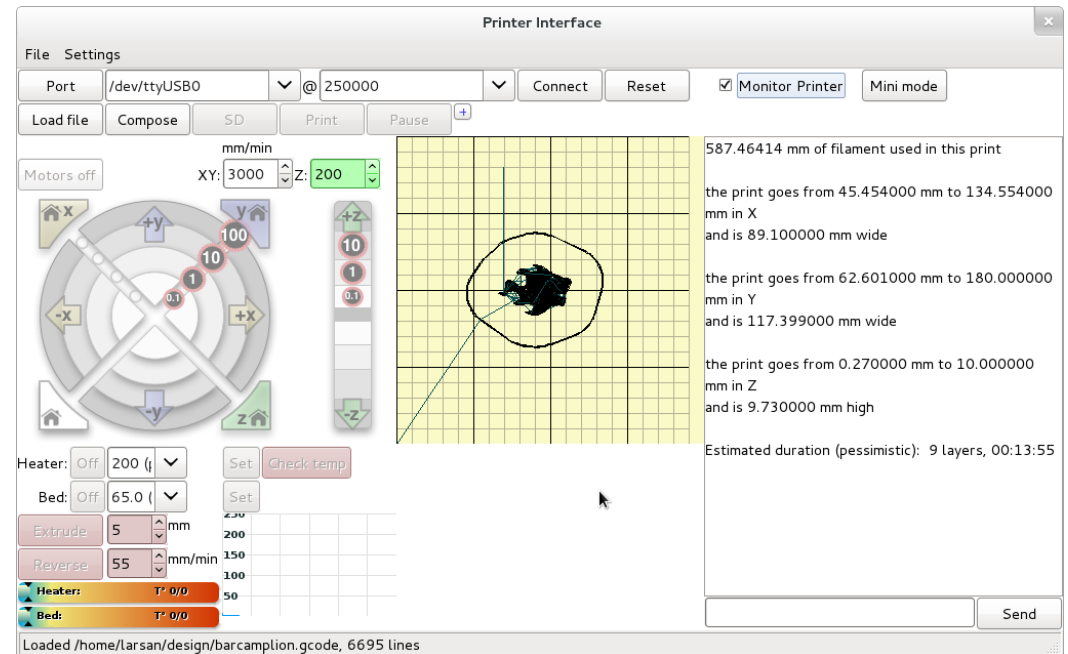 Printer Interface
×
File Settings
Port /dev/ttyUSB0 @ 250000 Connect Reset Monitor Printer Mini mode
Load file Compose SD Print Pause +
Motors off
mm/min
XY: 3000 Z: 200
x +y y +z
100 10
10 1
1 0.1
0.1
-x +x
-y z -z
Heater: Off 200 ( Set Check temp
Bed: Off 65.0 ( Set
Extrude 5 mm
Reverse 55 mm/min
250
200
150
100
50
Heater: T° 0/0
Bed: T° 0/0
587.46414 mm of filament used in this print
the print goes from 45.454000 mm to 134.554000
mm in X
and is 89.100000 mm wide
the print goes from 62.601000 mm to 180.000000
mm in Y
and is 117.399000 mm wide
the print goes from 0.270000 mm to 10.000000
mm in Z
and is 9.730000 mm high
Estimated duration (pessimistic): 9 layers, 00:13:55
Send
Loaded /home/larsan/design/barcamplion.gcode, 6695 lines